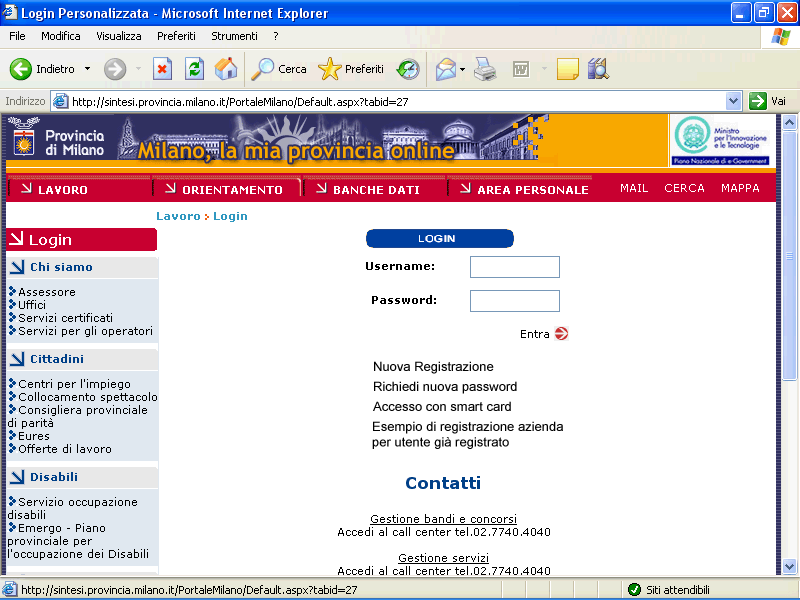 Login Personalizzata - Microsoft Internet Explorer
File Modifica Visualizza Preferiti Strumenti ?
Indietro Cerca Preferiti
Indirizzo http://sintesi.provincia.milano.it/PortaleMilano/Default.aspx?tabid=27 Vai
Provincia
di Milano
Milano, la mia provincia online
Ministro
per l'Innovazione
e le Tecnologie
Piano Nazionale di e-Government
LAVORO ORIENTAMENTO BANCHE DATI AREA PERSONALE MAIL CERCA MAPPA
Lavoro > Login
Login
Chi siamo
Assessore
Uffici
Servizi certificati
Servizi per gli operatori
Cittadini
Centri per l'impiego
Collocamento spettacolo
Consigliera provinciale
di parità
Eures
Offerte di lavoro
Disabili
Servizio occupazione
disabili
Emergo - Piano
provinciale per
l'occupazione dei Disabili
LOGIN
Username:
Password:
Entra
Nuova Registrazione
Richiedi nuova password
Accesso con smart card
Esempio di registrazione azienda
per utente già registrato
Contatti
Gestione bandi e concorsi
Accedi al call center tel.02.7740.4040
Gestione servizi
Accedi al call center tel.02.7740.4040
http://sintesi.provincia.milano.it/PortaleMilano/Default.aspx?tabid=27 Siti attendibili